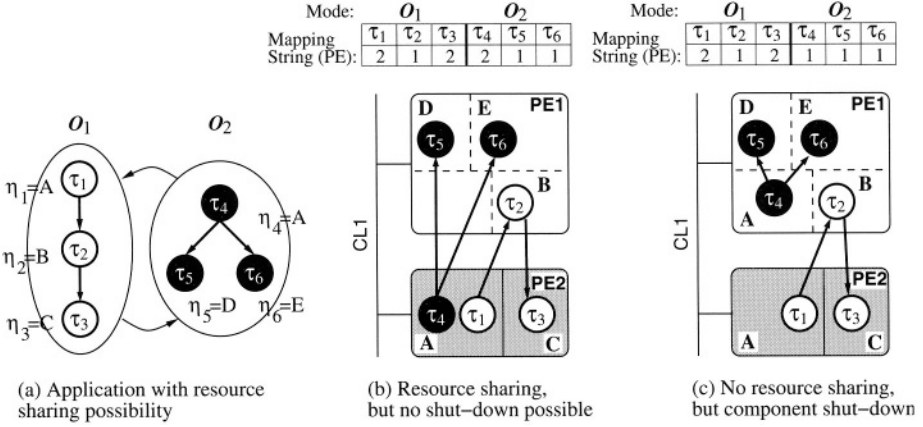 Mode: O1 O2
Mapping String (PE): τ1 τ2 τ3 τ4 τ5 τ6
2 1 2 2 1 1
Mode: O1 O2
Mapping String (PE): τ1 τ2 τ3 τ4 τ5 τ6
2 1 2 1 1 1
O1 O2
η1=A τ1
η2=B τ2
η3=C τ3
τ4 η4=A
τ5 τ6
η5=D η6=E
(a) Application with resource
sharing possibility
CL1
D E PE1
τ5 τ6
B
τ2
PE2
τ4 τ1 τ3
A C
(b) Resource sharing,
but no shut−down possible
CL1
D E PE1
τ5 τ6
B
τ4 τ2
A
PE2
τ1 τ3
A C
(c) No resource sharing,
but component shut−down